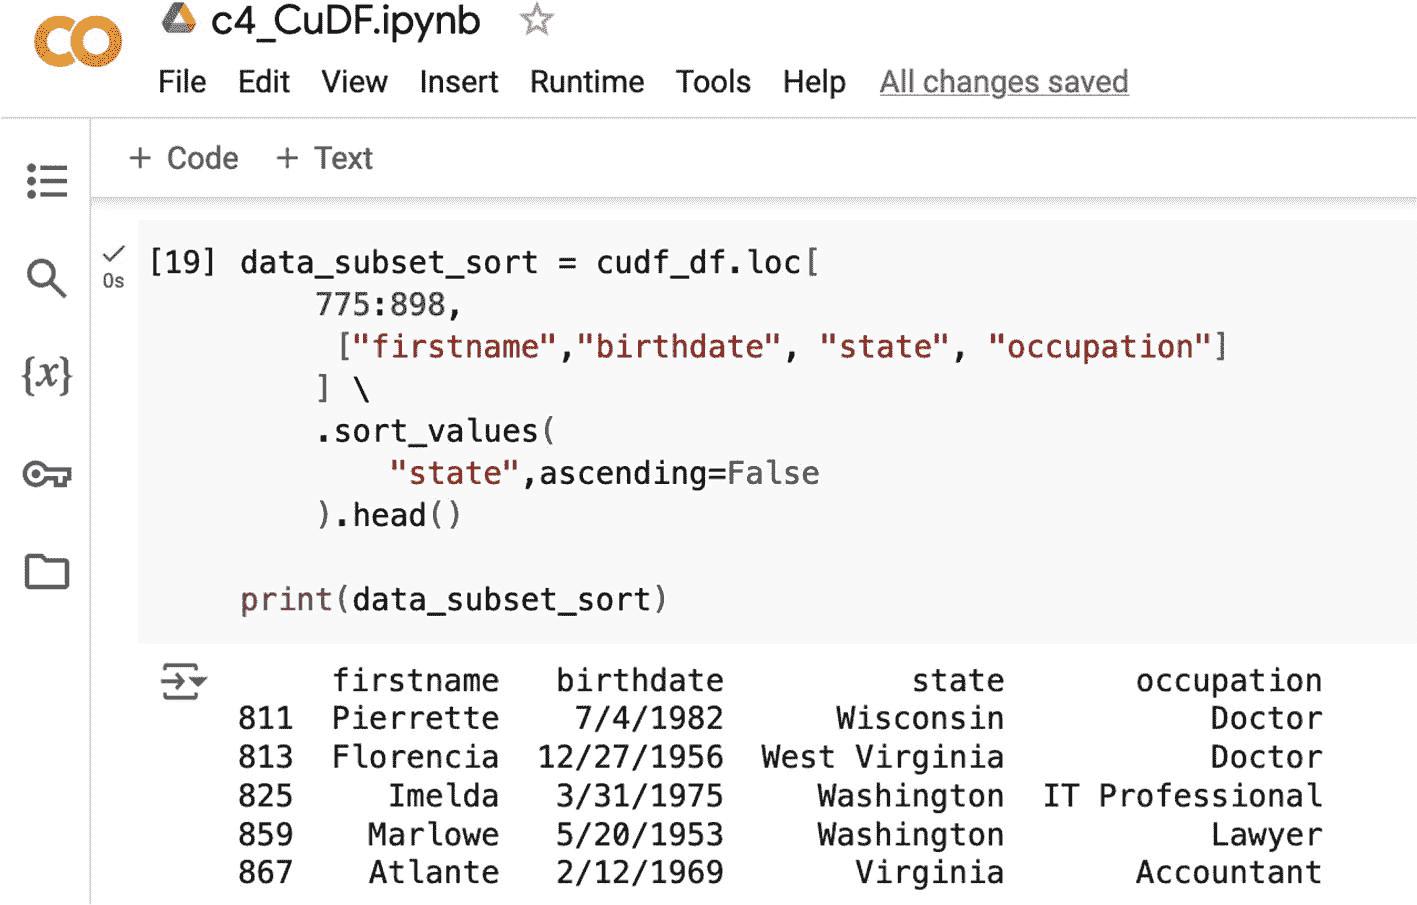 CO
c4_CuDF.ipynb
File Edit View Insert Runtime Tools Help All changes saved
+ Code + Text
[19] data_subset_sort = cudf_df.loc[
0s
775:898,
["firstname","birthdate", "state", "occupation"]
] \
.sort_values(
"state",ascending=False
).head()
print(data_subset_sort)
{x}
firstname birthdate state occupation
811 Pierrette 7/4/1982 Wisconsin Doctor
813 Florencia 12/27/1956 West Virginia Doctor
825 Imelda 3/31/1975 Washington IT Professional
859 Marlowe 5/20/1953 Washington Lawyer
867 Atlante 2/12/1969 Virginia Accountant